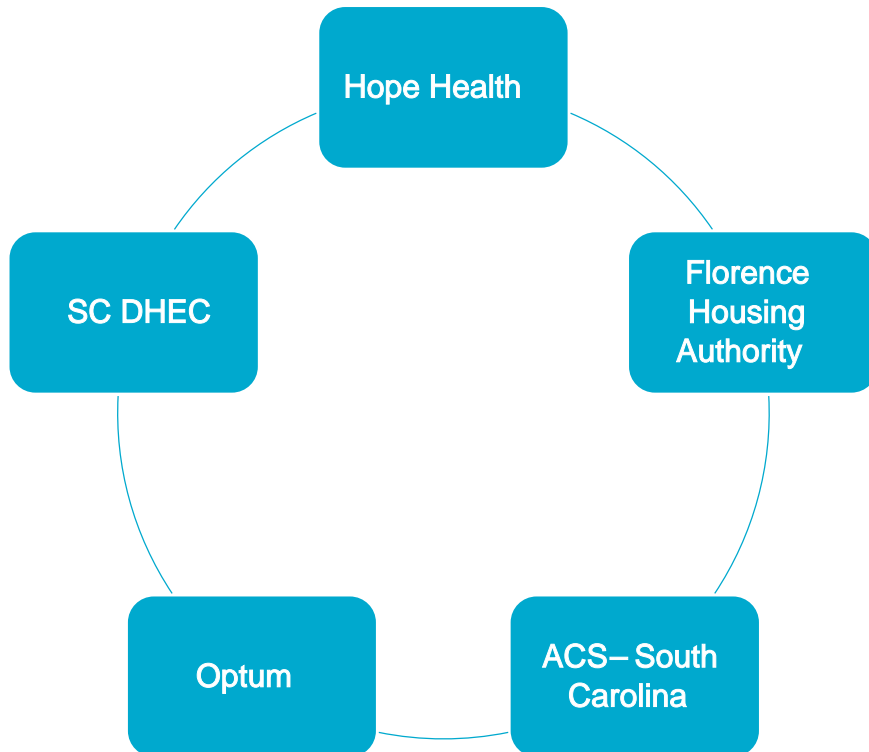 Hope Health
Florence
Housing
Authority
ACS– South
Carolina
Optum
SC DHEC